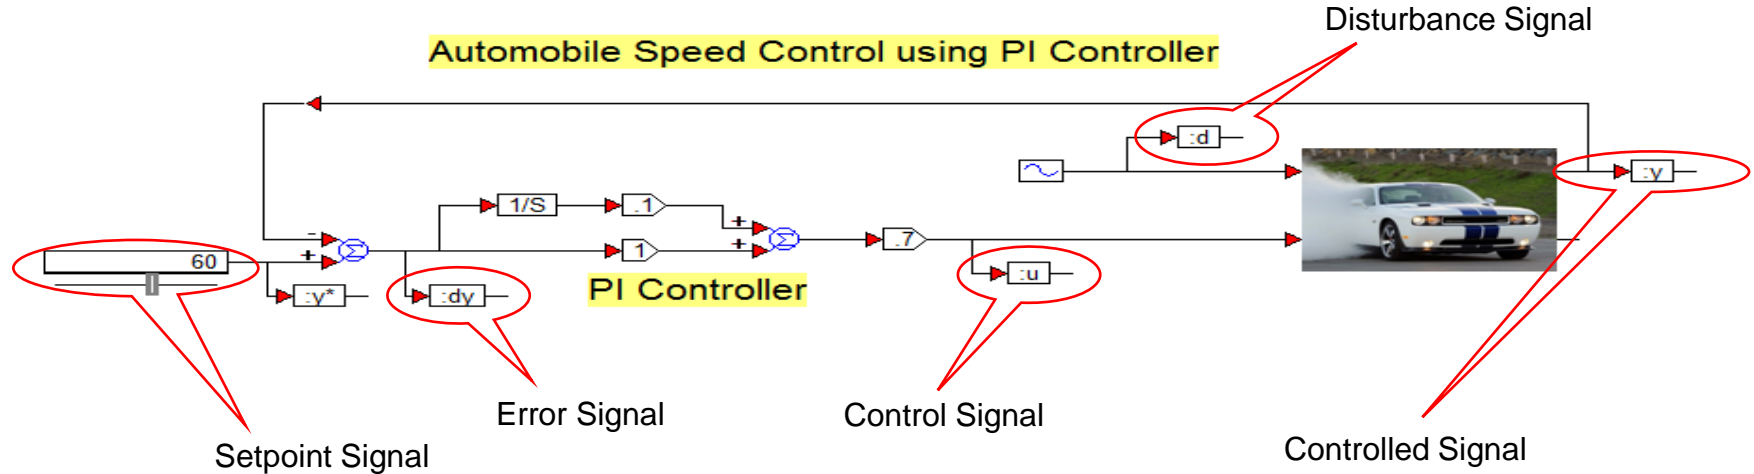 Disturbance Signal
Automobile Speed Control using PI Controller
:d
:y
1/S
.1
+
-
+
1
+
.7
60
+
:y*
:dy
PI Controller
:u
Error Signal
Control Signal
Setpoint Signal
Controlled Signal